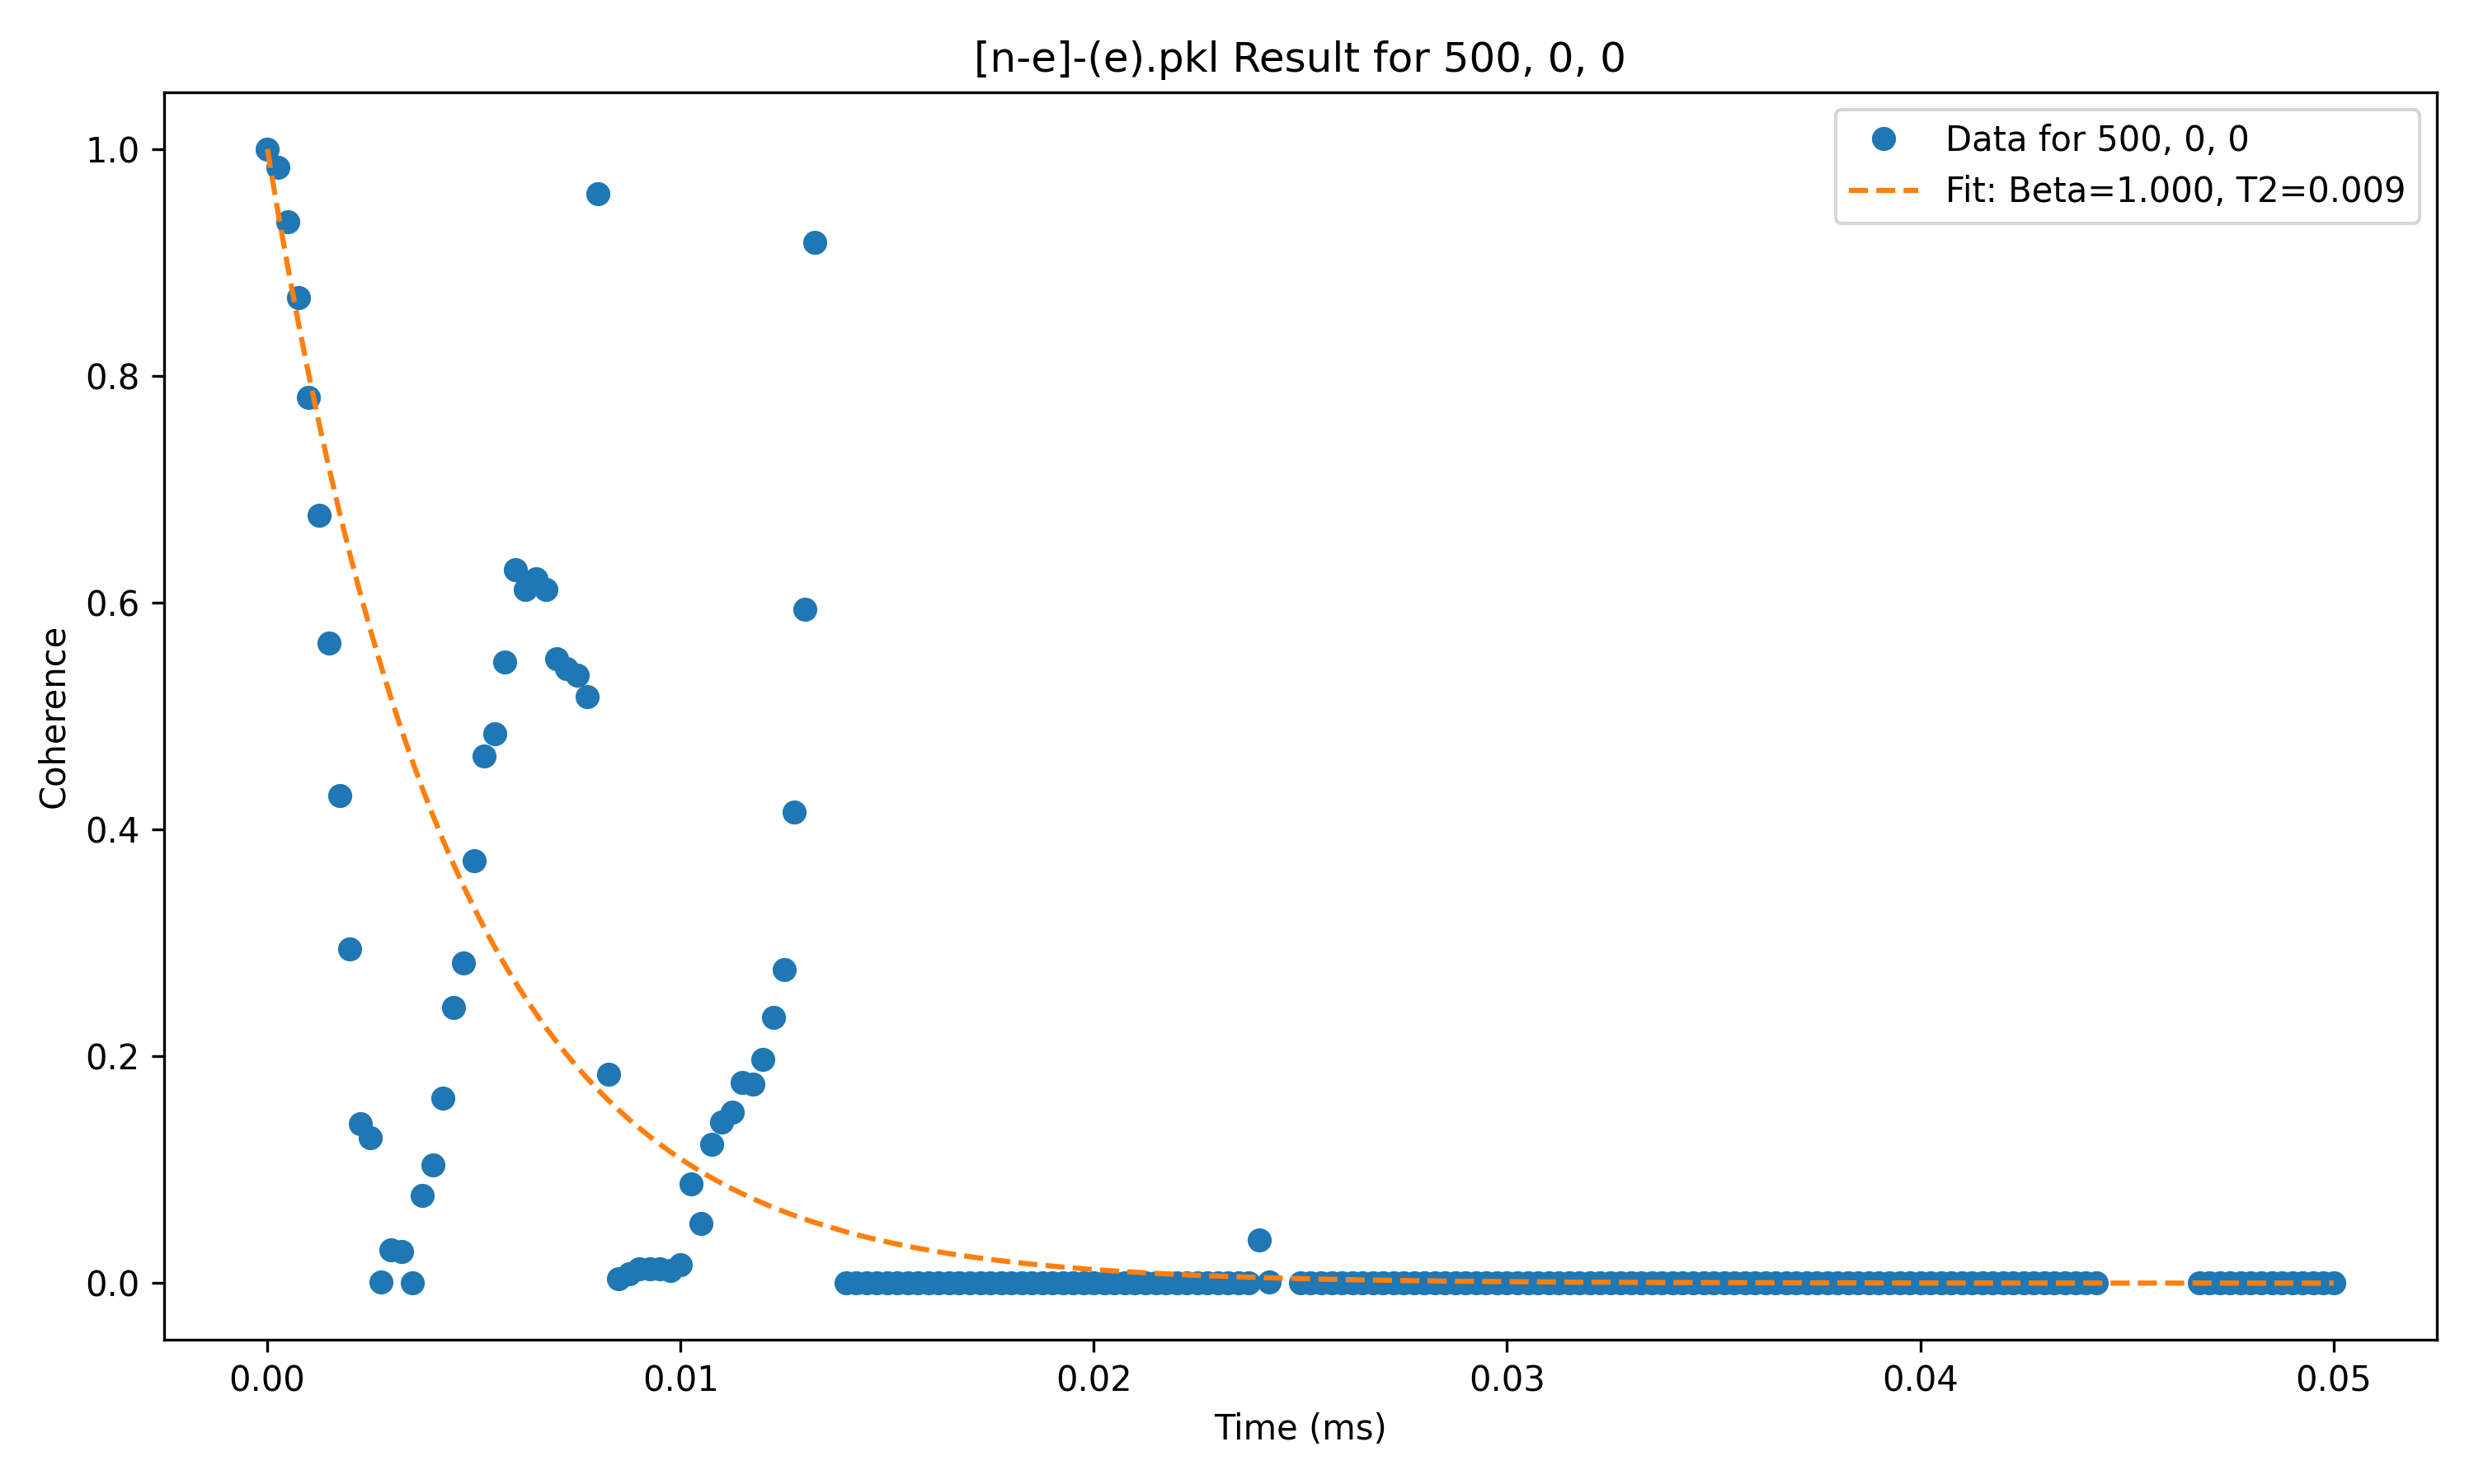 [n-e]-(e).pkl Result for 500, 0, 0
Data for 500, 0, 0
Fit: Beta=1.000, T2=0.009
Coherence
1.0
0.8
0.6
0.4
0.2
0.0
0.00
0.01
0.02
0.03
0.04
0.05
Time (ms)